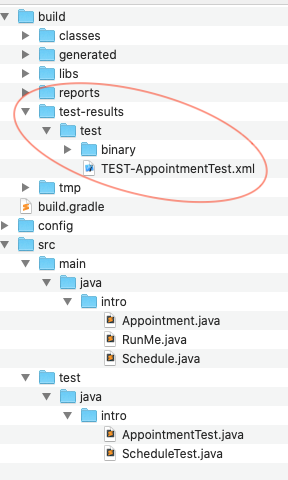 build
classes
generated
libs
reports
test-results
test
binary
TEST-AppointmentTest.xml
tmp
build.gradle
config
src
main
java
intro
Appointment.java
RunMe.java
Schedule.java
test
java
intro
AppointmentTest.java
ScheduleTest.java